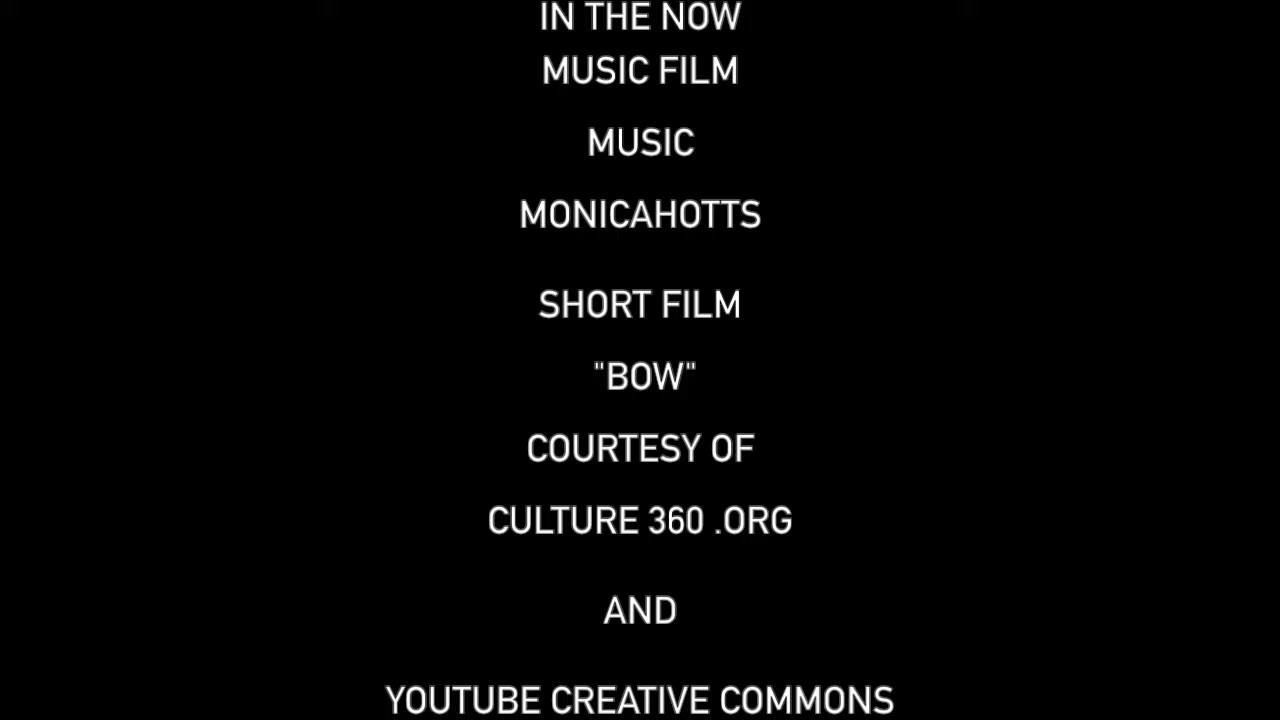 IN THE NOW
MUSIC FILM
MUSIC
MONICAHOTTS
SHORT FILM
"BOW"
COURTESY OF
CULTURE 360 .ORG
AND
YOUTUBE CREATIVE COMMONS